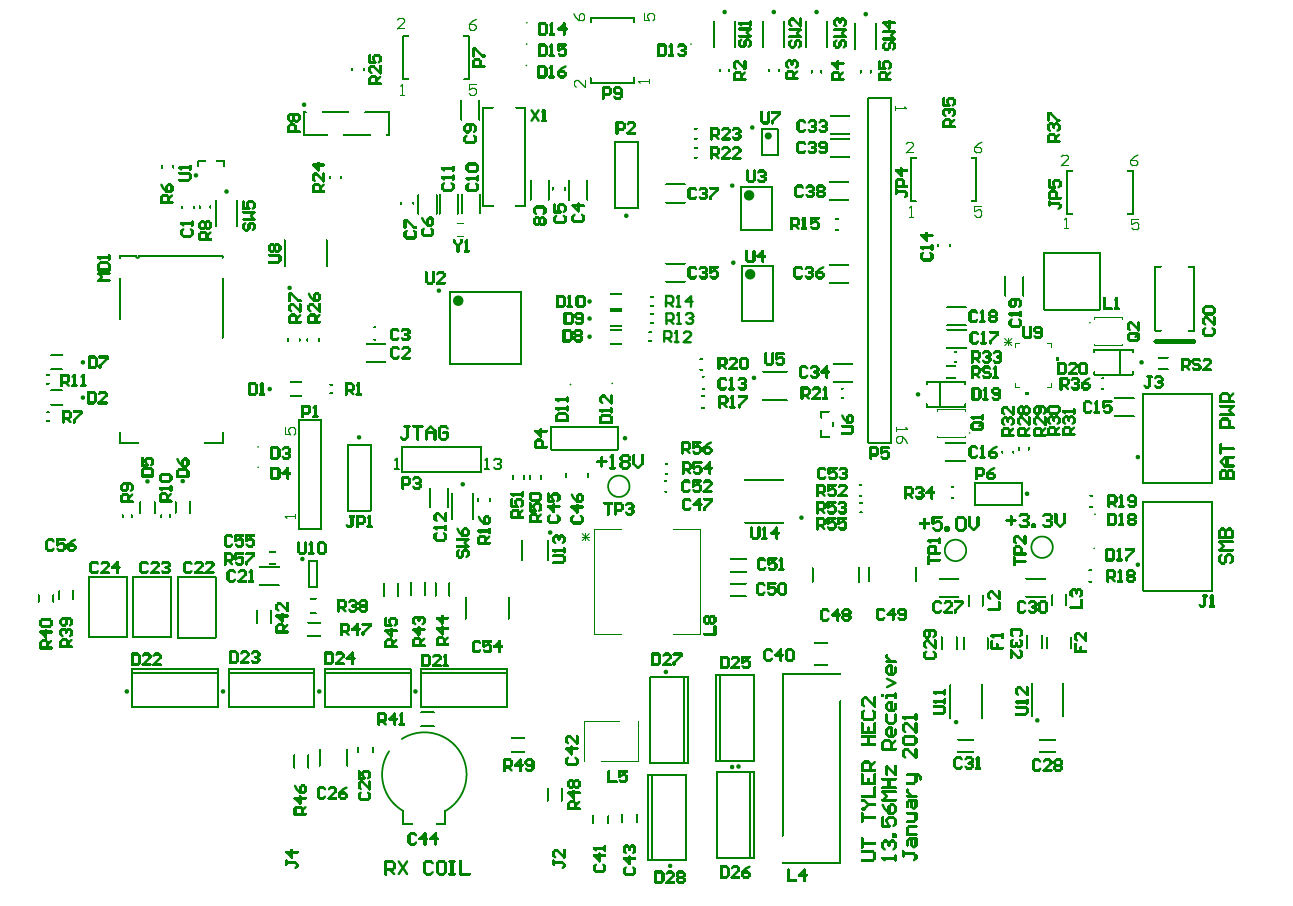 2 6 6 5 SW1 SW2 SW3 SW4
D14 D15 D16 D13
R25 P7 1 5 2 1 P9
R2 R3 R4 R5
P8 C9 X1 P2 U7 C33 C39 1 R35 R37
R23 R22
U1 R24 C11 C10 U3 2 6 JP4 2 6 JP5
R6 C37 C38
C1 R8 SW5 C7 C6 C8 C5 C4 R15 1 5 1 5
U8 Y1 U4 C14
MD1 U2 C35 C36 L1
R27 R26 D10 R14 C18 C19 C20
D9 R13 C17 U9 Q2
C3 D8 R12
C2 U5 R33
D7 R20 C34 RS1 D20 RS2
R11 D1 R1 C13 R21 D19 R36 J3
D2 R17 C15
R7 P1 D11 D12 U6 Q1 R32 R28 R29 R30 R31
5 JTAG P4 1 6
D3 D5 D6 R56 P5 C16 BAT PWR
D4 1 13 +18V R54 C53 P6
R9 R10 P3 C52 R52 R34
R51 R50 C45 C46 TP3 C47 R53 R19
1 JP1 C12 SW6 R16 U14 R55 +5.0V +3.3V D18
C56 C55 U10 U13 TP1 TP2 D17 SMB
C24 C23 C22 R57 C51
C21 C50 R18
R40 R39 R42 R38 R45 R43 R44 C48 C49 C27 L2 C30 L3 J1
R47 C54 L8 F1 C32 F2
D22 D23 D24 D21 D27 D25 C40 C29
U11 U12
R41
R49 C42 C31 C28
C25 L5
R46 C26 R48
C44
J4 J2 C41 C43
RX COIL D28 D26 L4
UT TYLER EECE
January 2021